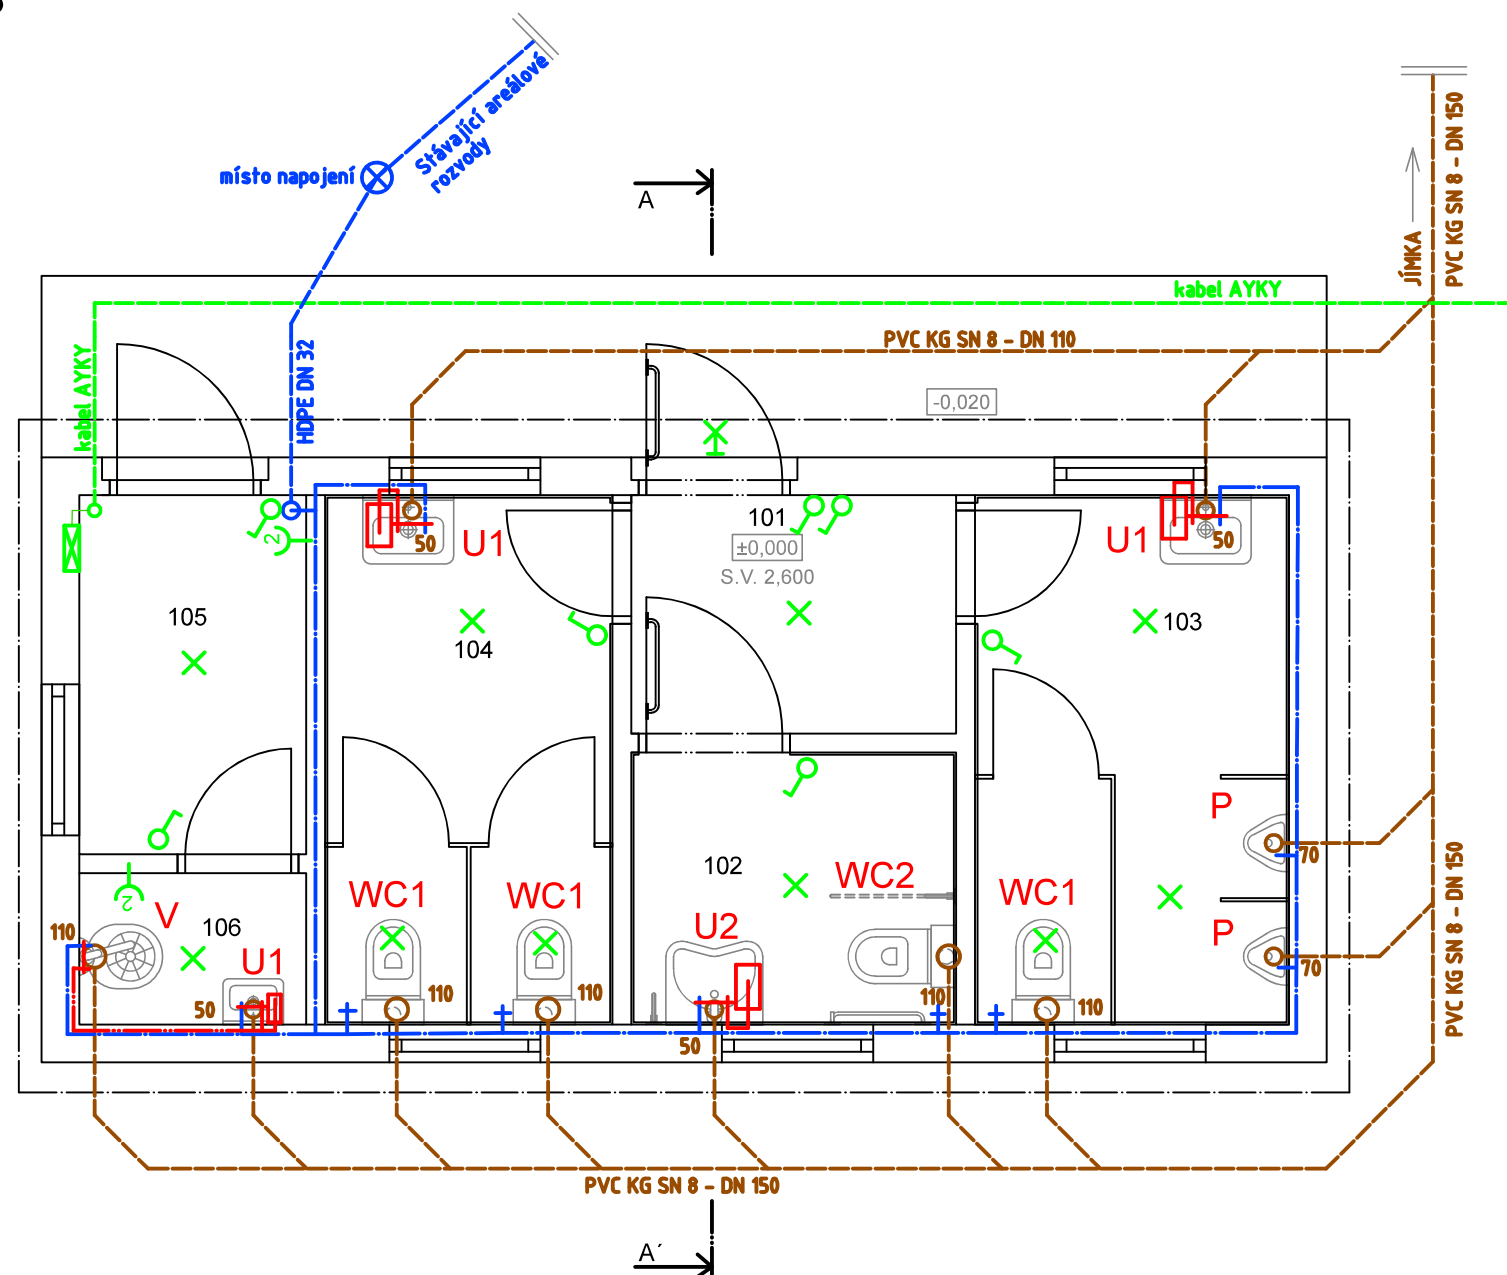 Stávající areálové
rozvody
místo napojení
A
PVC KG SN 8 - DN 150
JÍMKA
kabel AYKY
PVC KG SN 8 - DN 110
kabel AYKY
HDPE DN 32
-0,020
101
±0,000
S.V. 2,600
U1
50
U1
50
2
105
104
103
P
70
102
WC2
WC1
WC1
WC1
U2
V
2
106
110
U1
50
110
110
110
110
50
P
70
PVC KG SN 8 - DN 150
PVC KG SN 8 - DN 150
A´